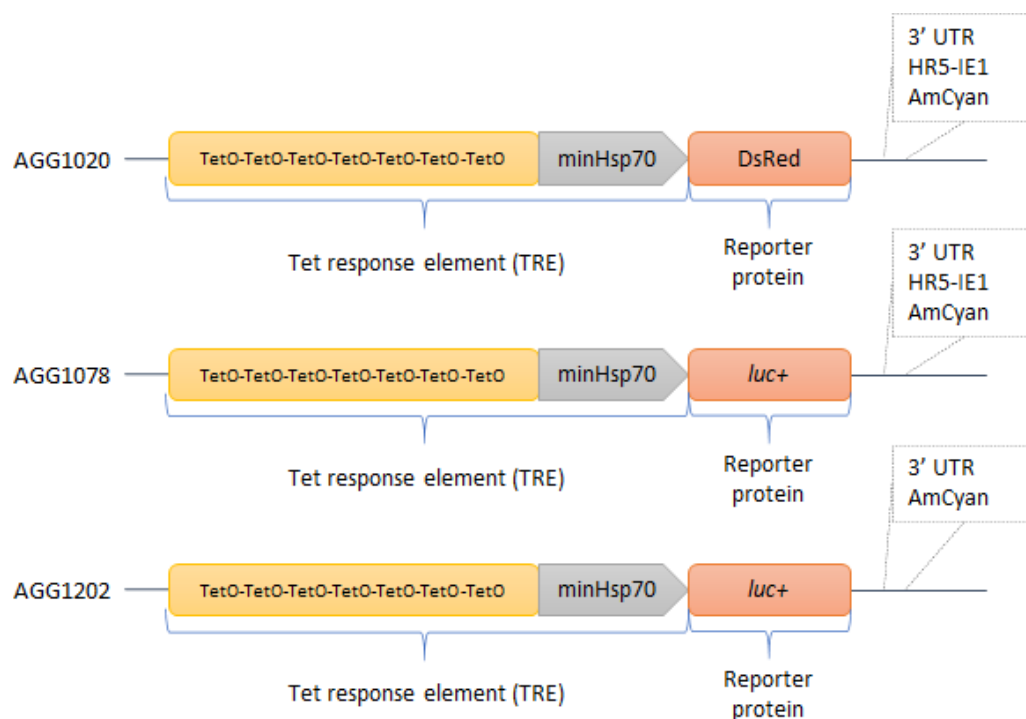 3' UTR
HR5-IE1
AmCyan
AGG1020
TetO-TetO-TetO-TetO-TetO-TetO-TetO
minHsp70
DsRed
Tet response element (TRE)
Reporter
protein
3' UTR
HR5-IE1
AmCyan
AGG1078
TetO-TetO-TetO-TetO-TetO-TetO-TetO
minHsp70
luc+
Tet response element (TRE)
Reporter
protein
3' UTR
AmCyan
AGG1202
TetO-TetO-TetO-TetO-TetO-TetO-TetO
minHsp70
luc+
Tet response element (TRE)
Reporter
protein